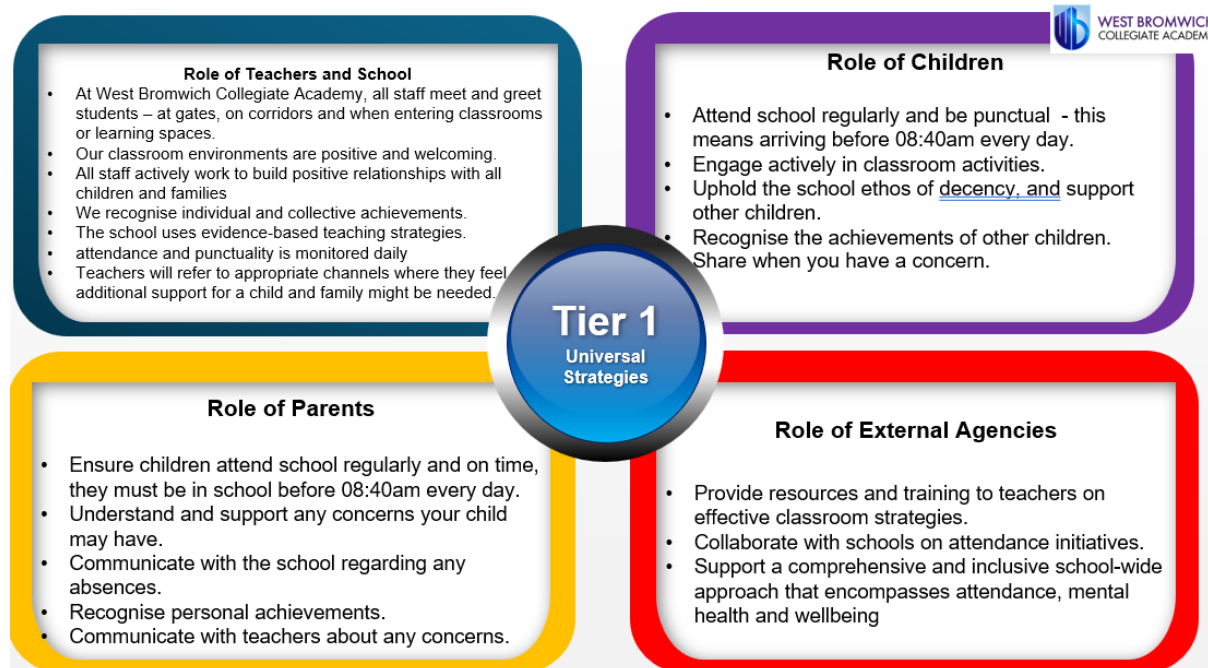 WEST BROMWICH
COLLEGIATE ACADEM
Role of Teachers and School
• At West Bromwich Collegiate Academy, all staff meet and greet
students – at gates, on corridors and when entering classrooms
or learning spaces.
• Our classroom environments are positive and welcoming.
• All staff actively work to build positive relationships with all
children and families
• We recognise individual and collective achievements.
• The school uses evidence-based teaching strategies.
• attendance and punctuality is monitored daily
• Teachers will refer to appropriate channels where they feel
additional support for a child and family might be needed.
Role of Children
• Attend school regularly and be punctual - this
means arriving before 08:40am every day.
• Engage actively in classroom activities.
• Uphold the school ethos of decency, and support
other children.
• Recognise the achievements of other children.
Share when you have a concern.
Tier 1
Universal
Strategies
Role of Parents
• Ensure children attend school regularly and on time,
they must be in school before 08:40am every day.
• Understand and support any concerns your child
may have.
• Communicate with the school regarding any
absences.
• Recognise personal achievements.
• Communicate with teachers about any concerns.
Role of External Agencies
• Provide resources and training to teachers on
effective classroom strategies.
• Collaborate with schools on attendance initiatives.
• Support a comprehensive and inclusive school-wide
approach that encompasses attendance, mental
health and wellbeing